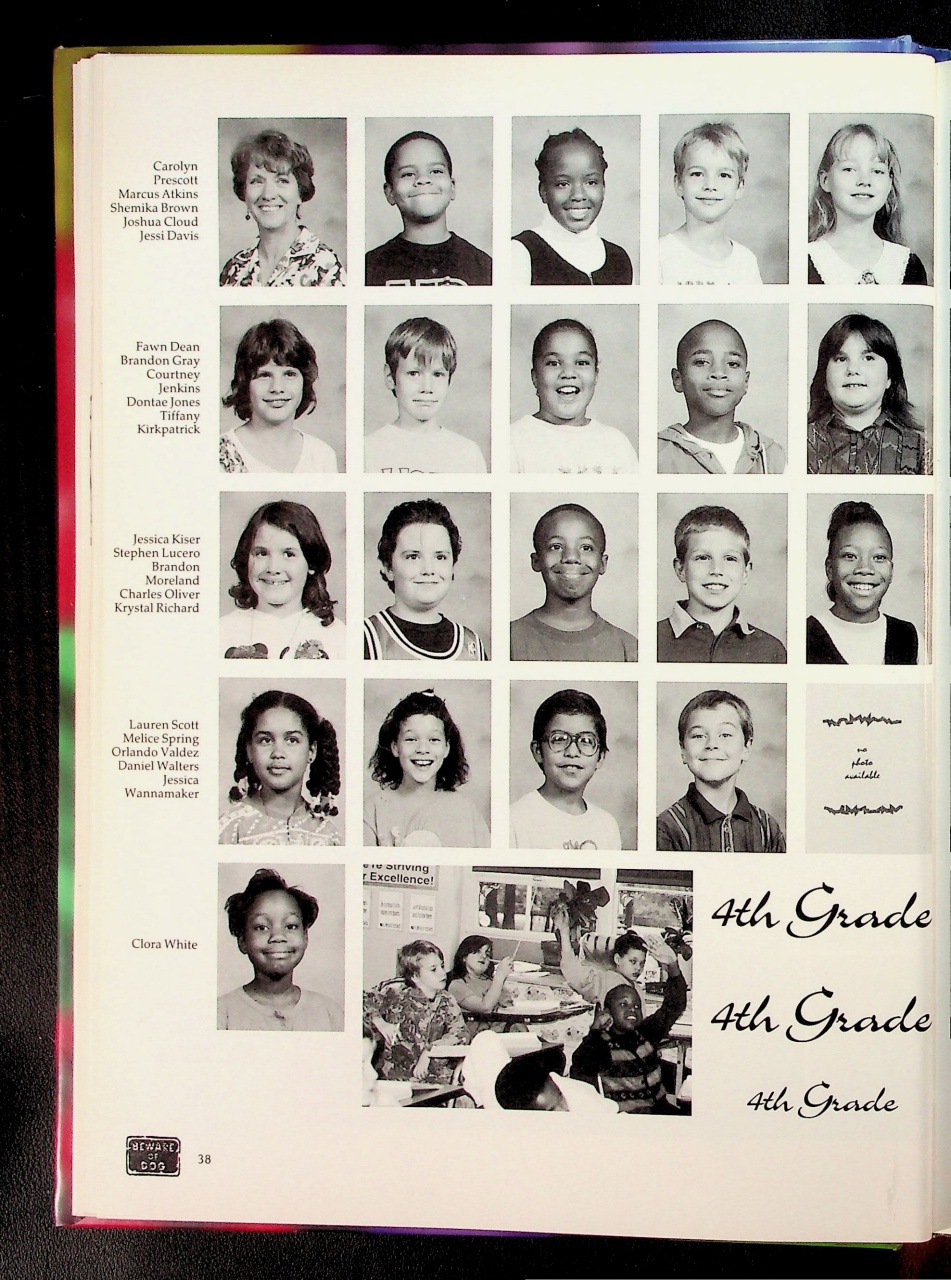 Carolyn
Prescott
Marcus Atkins
Shemika Brown
Joshua Cloud
Jessi Davis
Fawn Dean
Brandon Gray
Courtney
Jenkins
Dontae Jones
Tiffany
Kirkpatrick
Jessica Kiser
Stephen Lucero
Brandon
Moreland
Charles Oliver
Krystal Richard
Lauren Scott
Melice Spring
Orlando Valdez
Daniel Walters
Jessica
Wannamaker
no
photo
available
Clora White
e're Striving
r Excellence!
4th Grade
4th Grade
4th Grade
BEWARE
OF
DOG
38